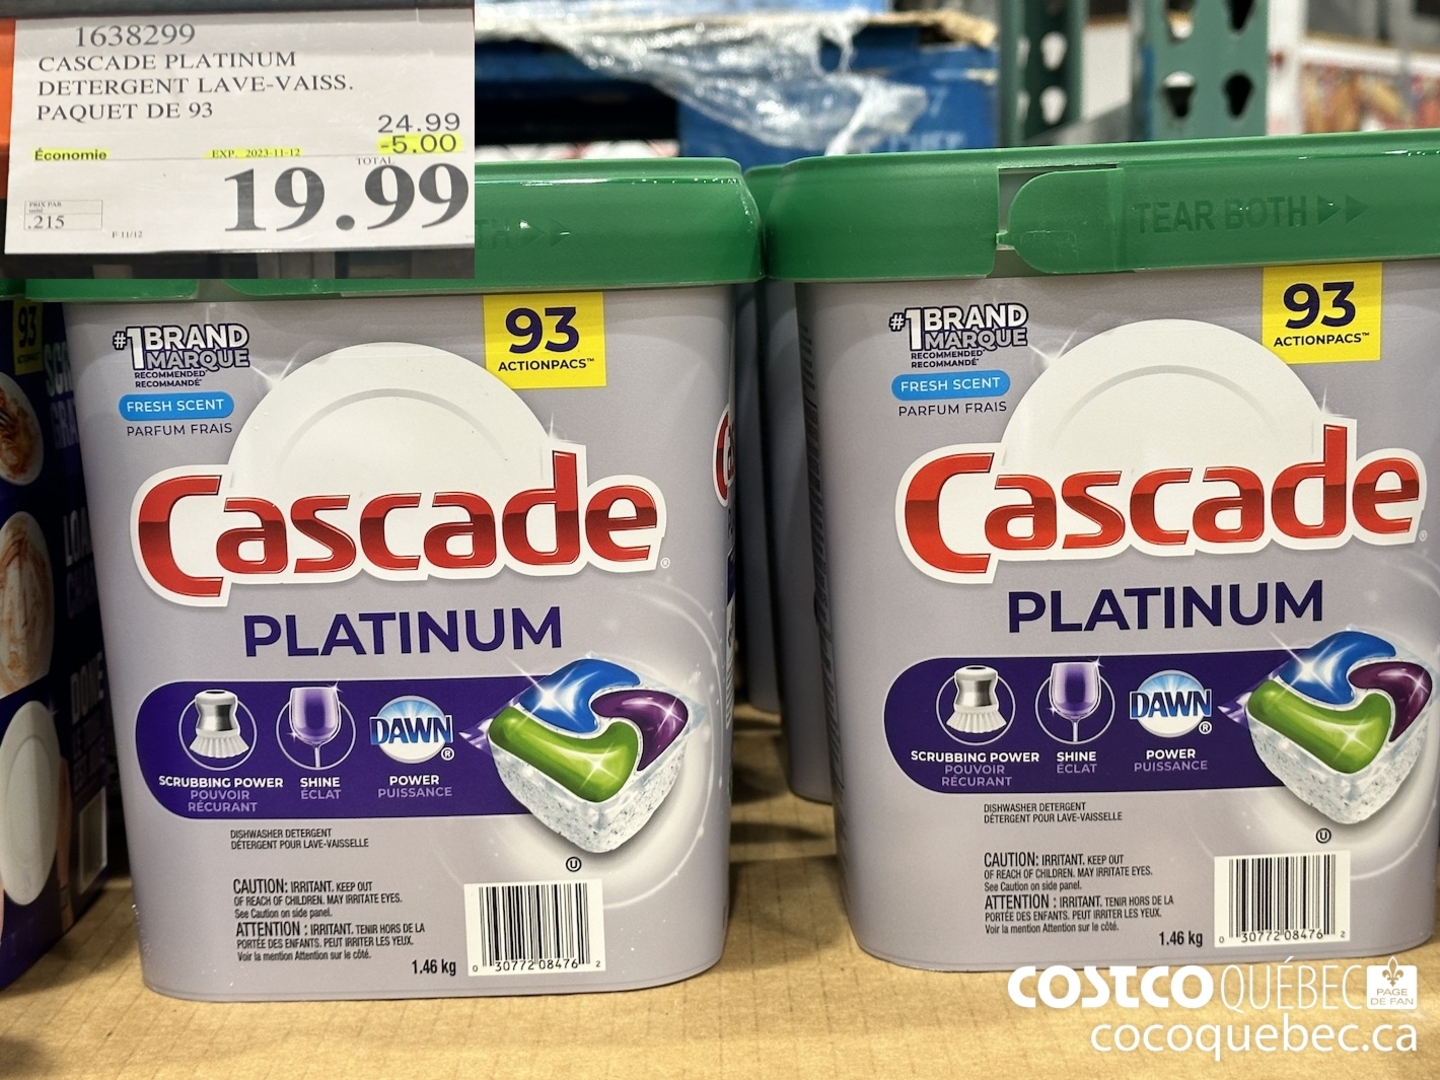 1638299
CASCADE PLATINUM
DETERGENT LAVE-VAISS.
PAQUET DE 93
24.99
-5.00
Économie
EXP. 2023-11-12
TOTAL
19.99
PRIX PAR
.215
F 11/12
TH
93
ACTIONPACS™
#1 BRAND
MARQUE
RECOMMENDED
RECOMMANDÉ
FRESH SCENT
PARFUM FRAIS
Cascade®
PLATINUM
SCRUBBING POWER
POUVOIR
RÉCURANT
SHINE
ÉCLAT
DAWN®
POWER
PUISSANCE
DISHWASHER DETERGENT
DÉTERGENT POUR LAVE-VAISSELLE
U
CAUTION: IRRITANT. KEEP OUT
OF REACH OF CHILDREN. MAY IRRITATE EYES.
See Caution on side panel.
ATTENTION : IRRITANT. TENIR HORS DE LA
PORTÉE DES ENFANTS. PEUT IRRITER LES YEUX.
Voir la mention Attention sur le côté.
1.46 kg
0 30772 08476 2
TEAR BOTH
93
ACTIONPACS™
#1 BRAND
MARQUE
RECOMMENDED
RECOMMANDÉ
FRESH SCENT
PARFUM FRAIS
Cascade®
PLATINUM
SCRUBBING POWER
POUVOIR
RÉCURANT
SHINE
ÉCLAT
DAWN®
POWER
PUISSANCE
DISHWASHER DETERGENT
DÉTERGENT POUR LAVE-VAISSELLE
U
CAUTION: IRRITANT. KEEP OUT
OF REACH OF CHILDREN. MAY IRRITATE EYES.
See Caution on side panel.
ATTENTION : IRRITANT. TENIR HORS DE LA
PORTÉE DES ENFANTS. PEUT IRRITER LES YEUX.
Voir la mention Attention sur le côté.
1.46 kg
0 30772 08476 2
93
COSTCO QUÉBEC PAGE
DE FAN
cocoquebec.ca